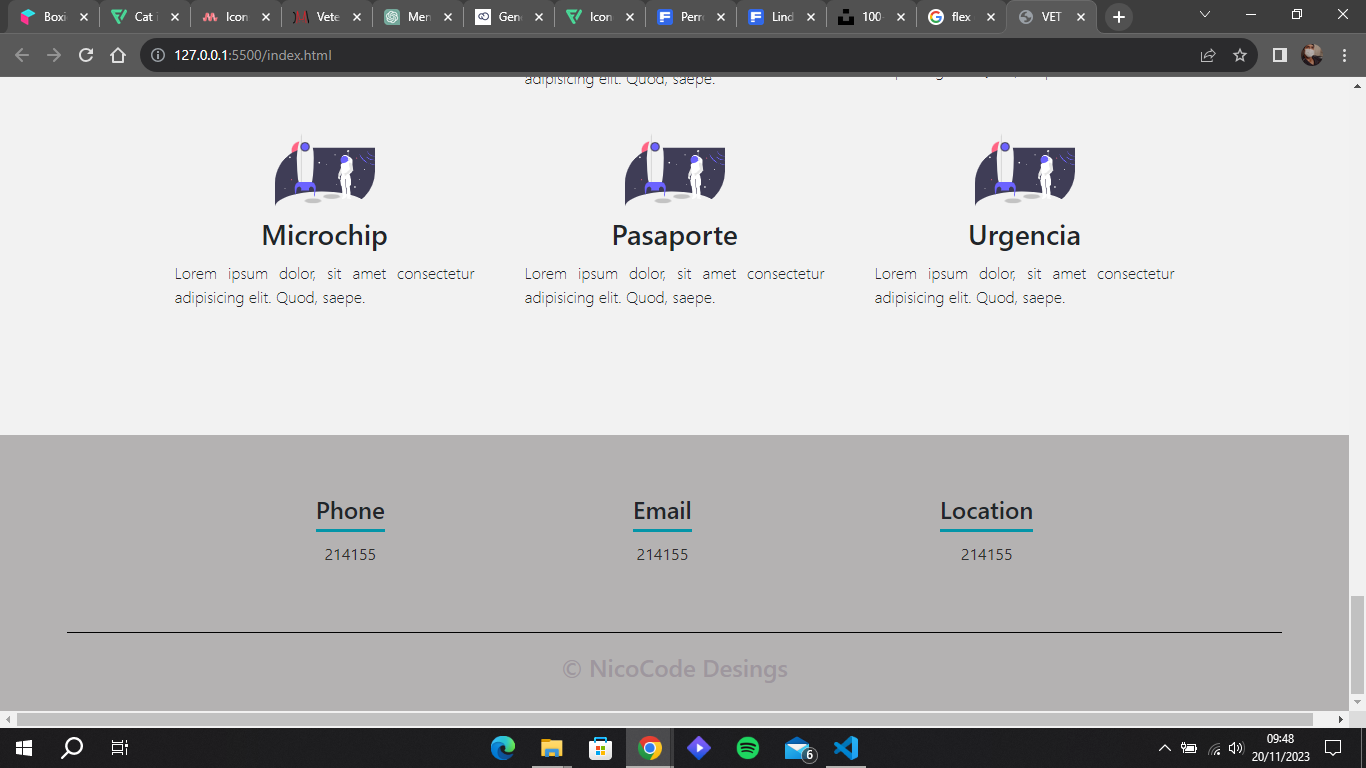 Boxi
Cat i
Icon
Vete
Men
Gene
Icon
Perre
Lind
100
flex
VET
127.0.0.1:5500/index.html
adipisicing elit. Quod, saepe.
Microchip
Pasaporte
Urgencia
Lorem ipsum dolor, sit amet consectetur
adipisicing elit. Quod, saepe.
Lorem ipsum dolor, sit amet consectetur
adipisicing elit. Quod, saepe.
Lorem ipsum dolor, sit amet consectetur
adipisicing elit. Quod, saepe.
Phone
Email
Location
214155
214155
214155
© NicoCode Desings
6
09:48
20/11/2023